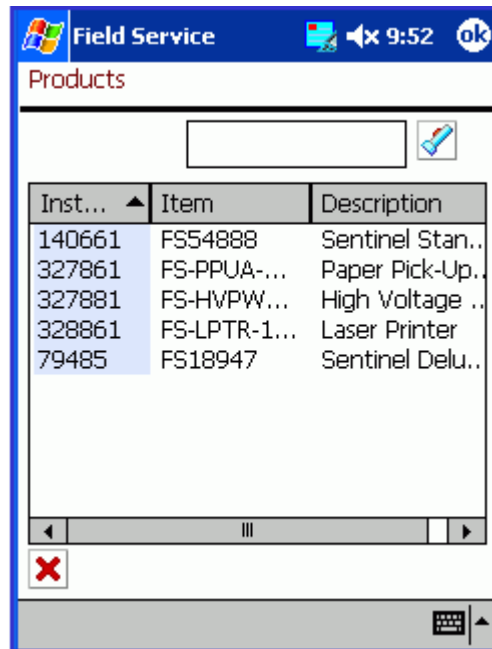 Field Service 9:52 ok
Products
Inst... Item Description
140661 FS54888 Sentinel Stan..
327861 FS-PPUA-... Paper Pick-Up..
327881 FS-HVPW... High Voltage ..
328861 FS-LPTR-1... Laser Printer
79485 FS18947 Sentinel Delu..